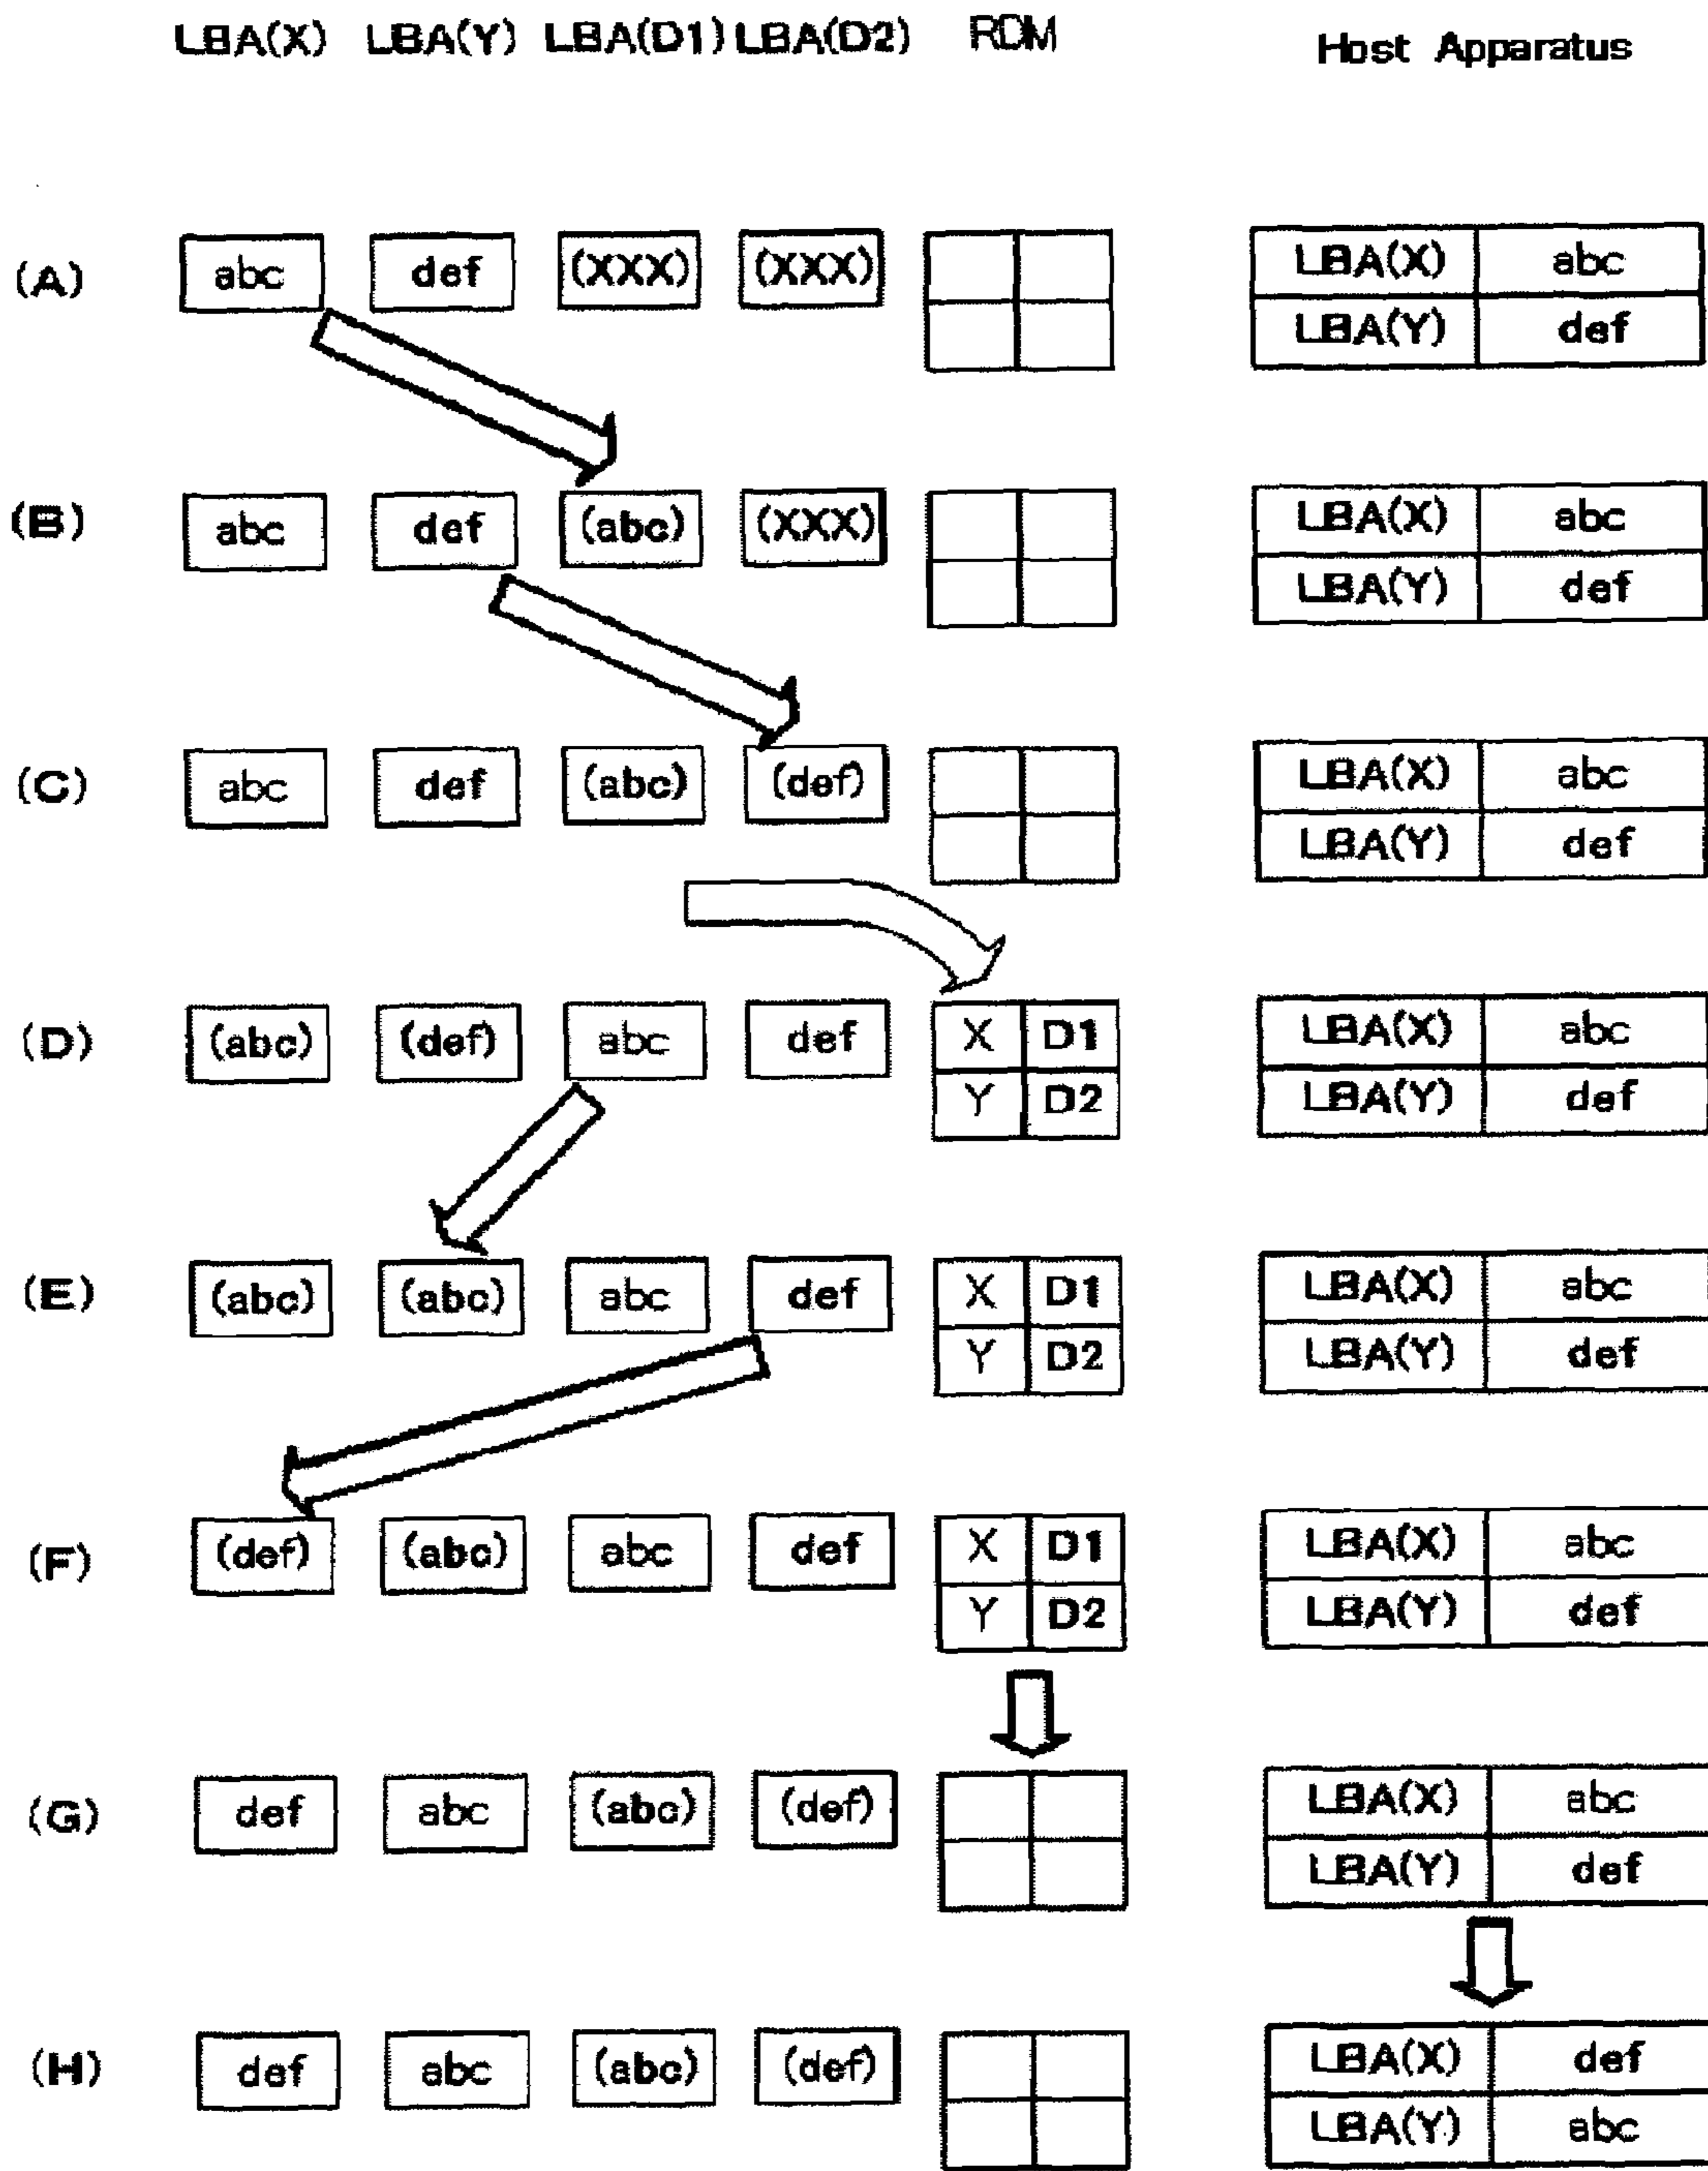 LBA(X) LBA(Y) LBA(D1) LBA(D2) RDM Host Apparatus
(A) abc def (XXX) (XXX) LBA(X) abc
LBA(Y) def
(B) abc def (abc) (XXX) LBA(X) abc
LBA(Y) def
(C) abc def (abc) (def) LBA(X) abc
LBA(Y) def
(D) (abc) (def) abc def X D1 LBA(X) abc
Y D2 LBA(Y) def
(E) (abc) (abc) abc def X D1 LBA(X) abc
Y D2 LBA(Y) def
(F) (def) (abc) abc def X D1 LBA(X) abc
Y D2 LBA(Y) def
(G) def abc (abc) (def) LBA(X) abc
LBA(Y) def
(H) def abc (abc) (def) LBA(X) def
LBA(Y) abc